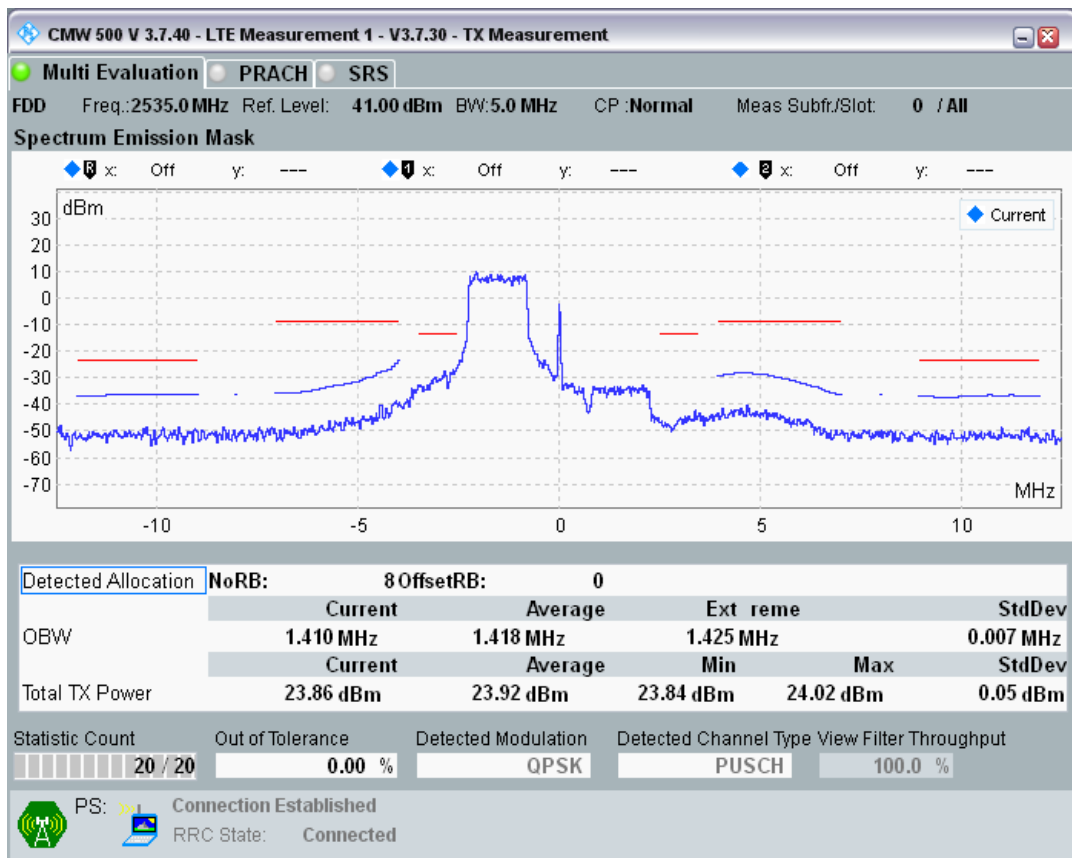 CMW 500 V 3.7.40 - LTE Measurement 1 - V3.7.30 - TX Measurement
Multi Evaluation PRACH SRS
FDD Freq.:2535.0 MHz Ref. Level: 41.00 dBm BW:5.0 MHz CP :Normal Meas Subfr./Slot: 0 / All
Spectrum Emission Mask
R x: Off y: --- 1 x: Off y: --- 2 x: Off y: ---
dBm
Current
30
20
10
0
-10
-20
-30
-40
-50
-60
-70
MHz
-10 -5 0 5 10
Detected Allocation NoRB: 8 OffsetRB: 0
Current Average Ext reme StdDev
OBW 1.410 MHz 1.418 MHz 1.425 MHz 0.007 MHz
Current Average Min Max StdDev
Total TX Power 23.86 dBm 23.92 dBm 23.84 dBm 24.02 dBm 0.05 dBm
Statistic Count Out of Tolerance Detected Modulation Detected Channel Type View Filter Throughput
20 / 20 0.00 % QPSK PUSCH 100.0 %
PS: Connection Established
RRC State: Connected